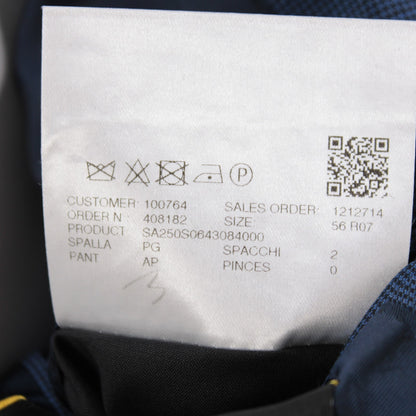 CUSTOMER: 100764 SALES ORDER: 1212714
ORDER N.: 408182 SIZE: 56 R07
PRODUCT SA250S0643084000
SPALLA PG SPACCHI 2
PANT AP PINCES 0